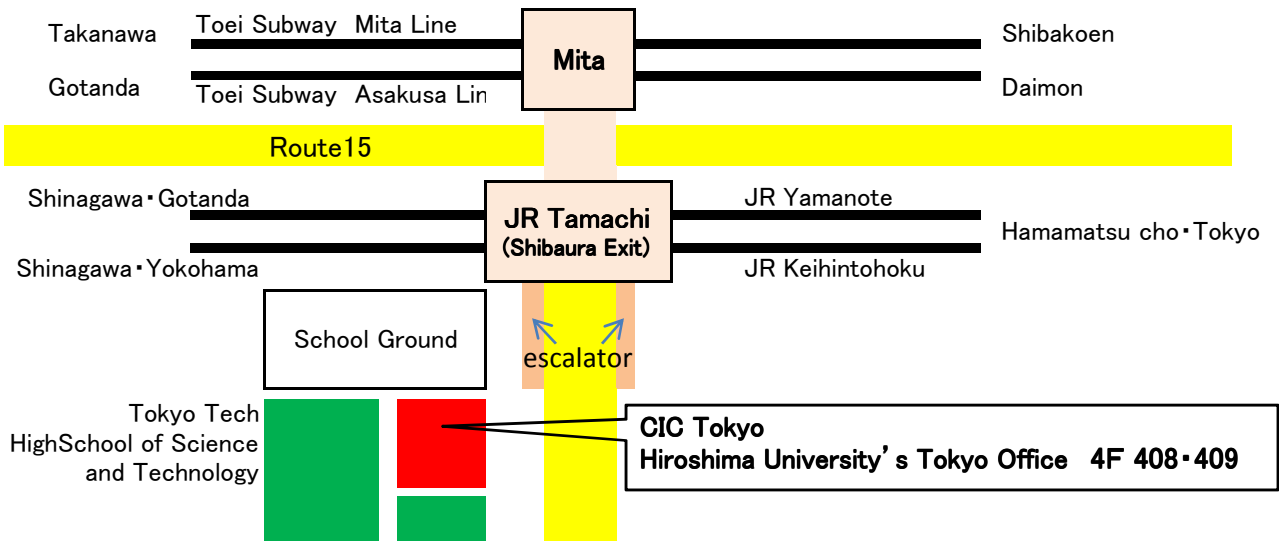 Takanawa
Toei Subway Mita Line
Mita
Shibakoen
Gotanda
Toei Subway Asakusa Lin
Daimon
Route15
Shinagawa・Gotanda
JR Tamachi
(Shibaura Exit)
JR Yamanote
Hamamatsu cho・Tokyo
Shinagawa・Yokohama
JR Keihintohoku
School Ground
escalator
Tokyo Tech
HighSchool of Science
and Technology
CIC Tokyo
Hiroshima University’s Tokyo Office 4F 408・409